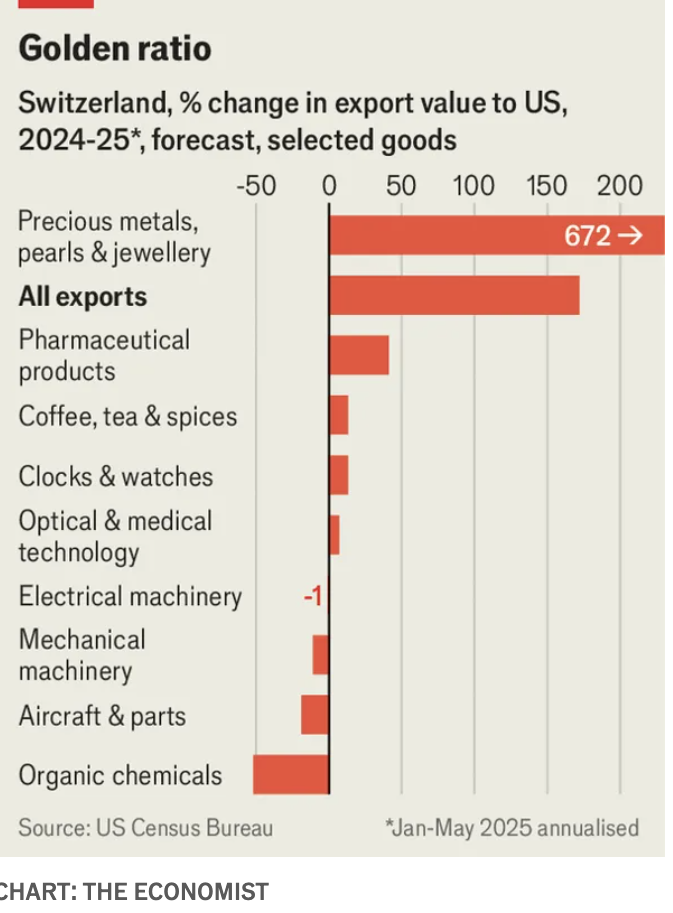 Golden ratio
Switzerland, % change in export value to US,
2024-25*, forecast, selected goods
-50 0 50 100 150 200
Precious metals,
pearls & jewellery
672→
All exports
Pharmaceutical
products
Coffee, tea & spices
Clocks & watches
Optical & medical
technology
Electrical machinery -1
Mechanical
machinery
Aircraft & parts
Organic chemicals
Source: US Census Bureau *Jan-May 2025 annualised
CHART: THE ECONOMIST